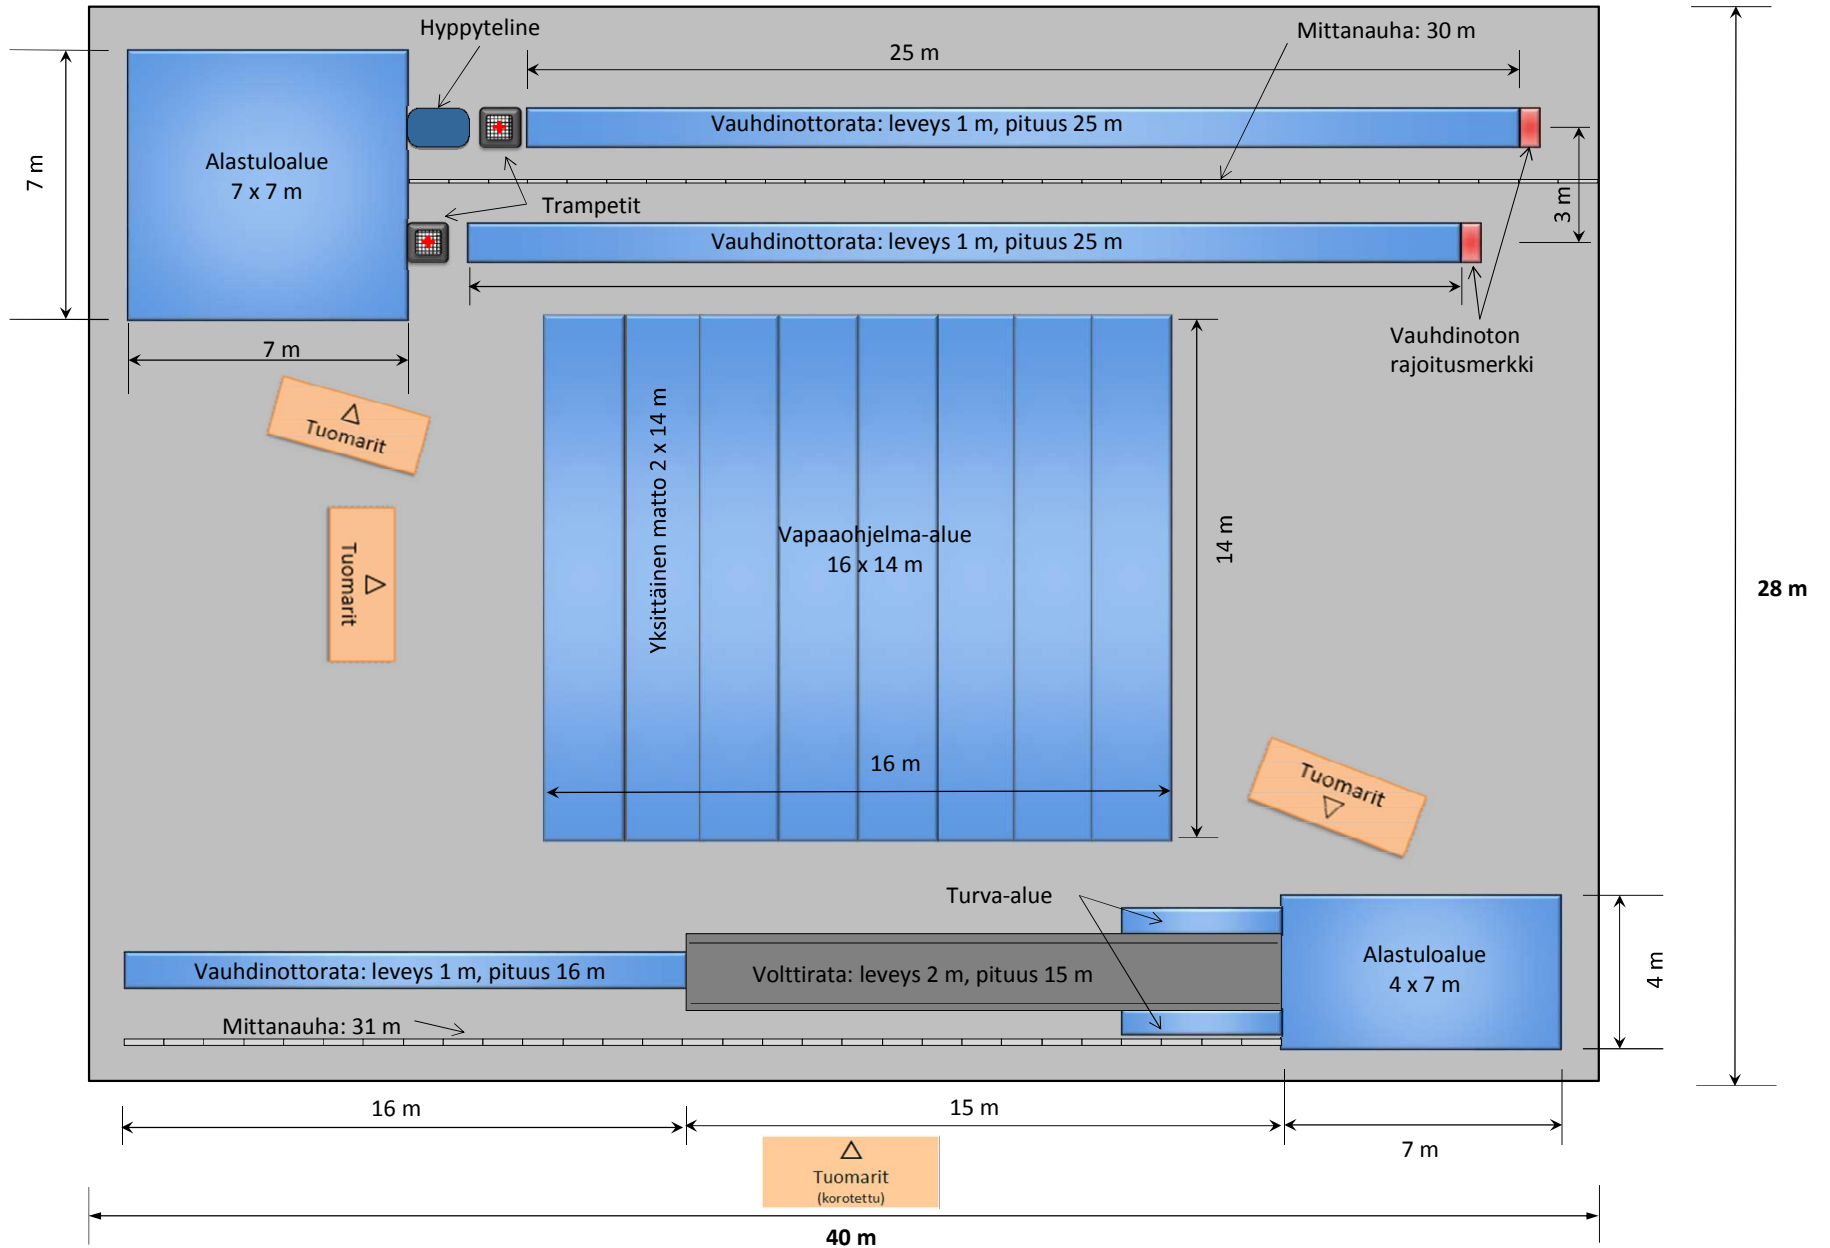 Hyppyteline
Mittanauha: 30 m
25 m
Vauhdinottorata: leveys 1 m, pituus 25 m
7 m
Alastuloalue
7 x 7 m
3 m
Trampetit
Vauhdinottorata: leveys 1 m, pituus 25 m
7 m
Vauhdinoton
rajoitusmerkki
Tuomarit
Yksittäinen matto 2 x 14 m
Vapaaohjelma-alue
16 x 14 m
14 m
Tuomarit
28 m
16 m
Tuomarit
Turva-alue
Vauhdinottorata: leveys 1 m, pituus 16 m
Volttirata: leveys 2 m, pituus 15 m
Alastuloalue
4 x 7 m
4 m
Mittanauha: 31 m
16 m
15 m
7 m
Tuomarit
(korotettu)
40 m